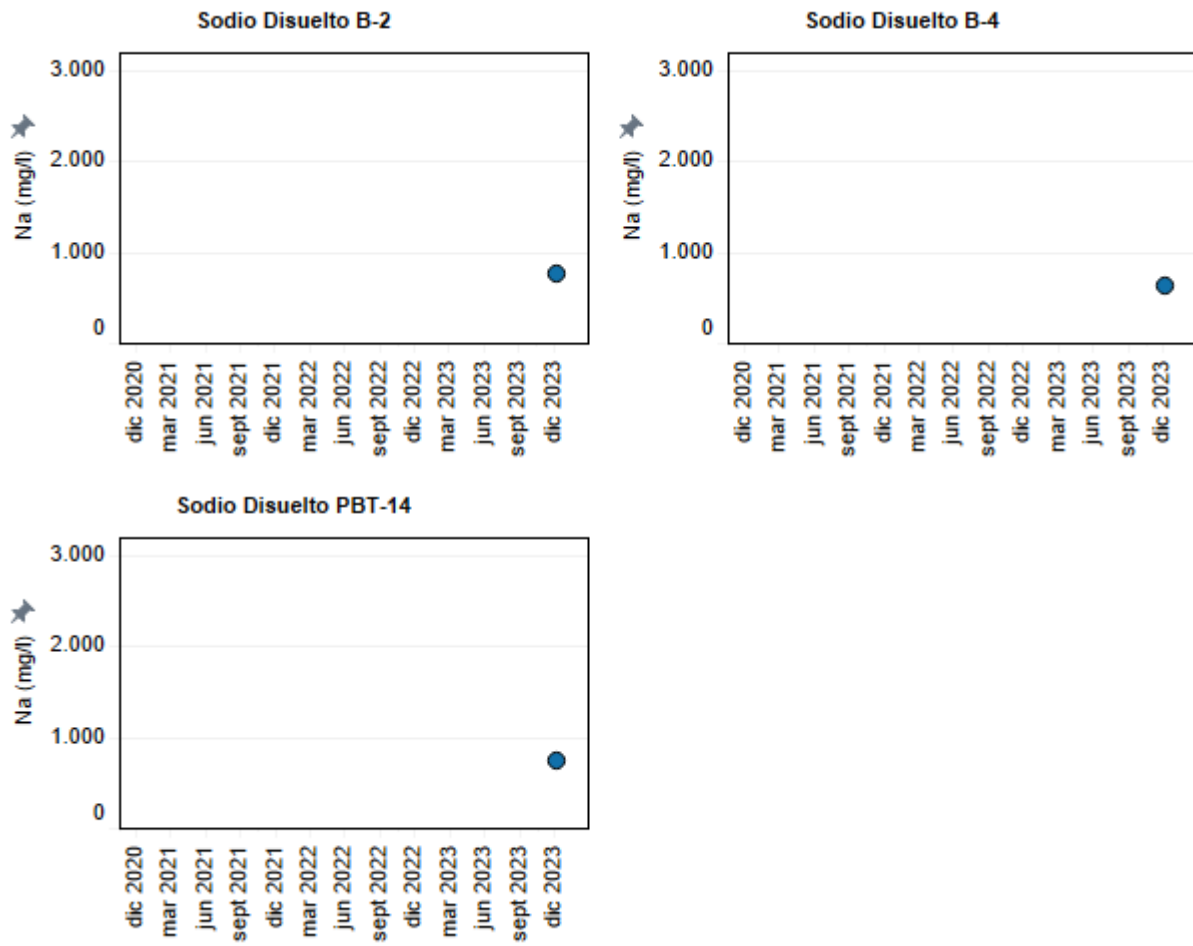 Sodio Disuelto B-2
3.000
2.000
1.000
0
Na (mg/l)
dic 2020
mar 2021
jun 2021
sept 2021
dic 2021
mar 2022
jun 2022
sept 2022
dic 2022
mar 2023
jun 2023
sept 2023
dic 2023
Sodio Disuelto B-4
3.000
2.000
1.000
0
Na (mg/l)
dic 2020
mar 2021
jun 2021
sept 2021
dic 2021
mar 2022
jun 2022
sept 2022
dic 2022
mar 2023
jun 2023
sept 2023
dic 2023
Sodio Disuelto PBT-14
3.000
2.000
1.000
0
Na (mg/l)
dic 2020
mar 2021
jun 2021
sept 2021
dic 2021
mar 2022
jun 2022
sept 2022
dic 2022
mar 2023
jun 2023
sept 2023
dic 2023